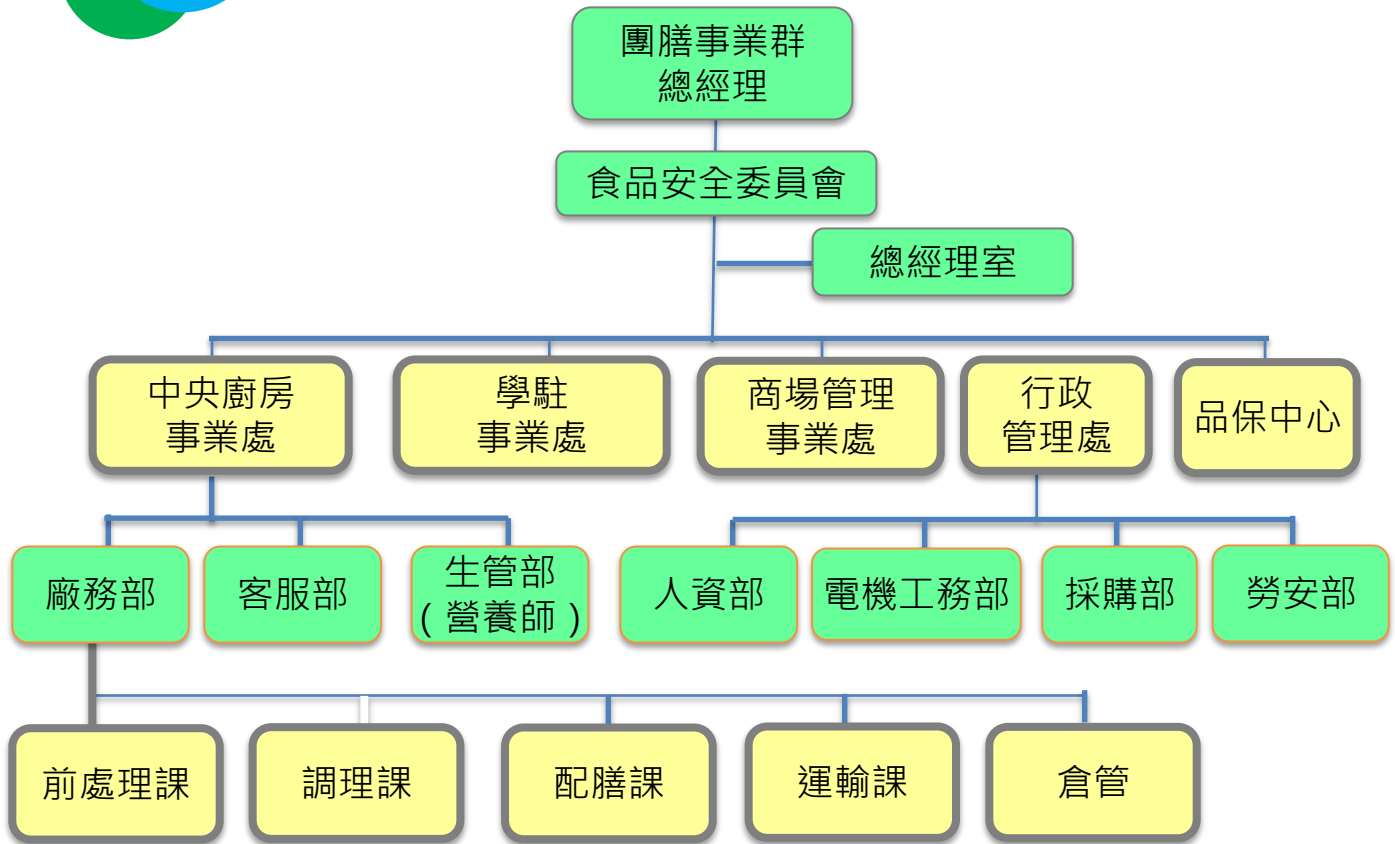 團膳事業群
總經理
食品安全委員會
總經理室
中央廚房
事業處
學駐
事業處
商場管理
事業處
行政
管理處
品保中心
廠務部
客服部
生管部
( 營養師 )
人資部
電機工務部
採購部
勞安部
前處理課
調理課
配膳課
運輸課
倉管